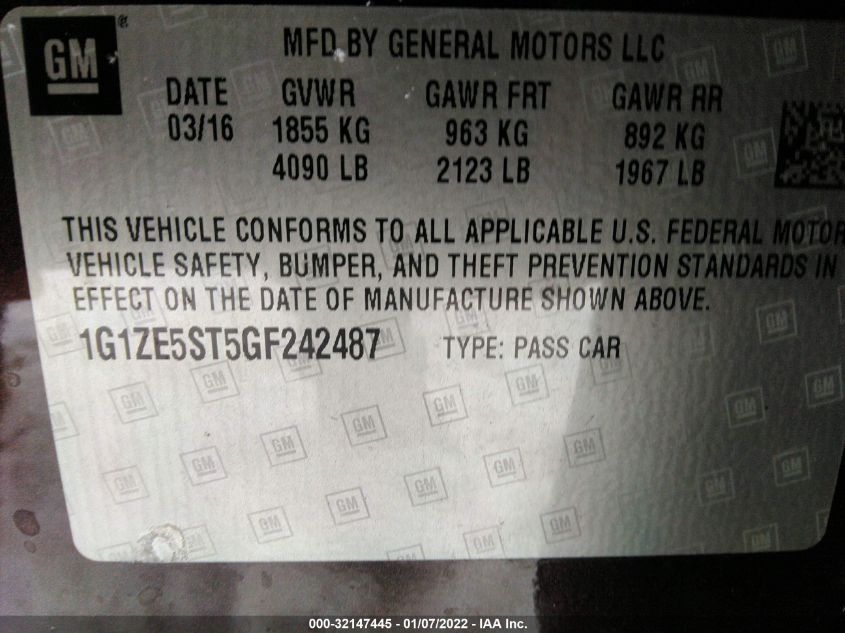 GM®
MFD BY GENERAL MOTORS LLC
DATE GVWR GAWR FRT GAWR RR
03/16 1855 KG 963 KG 892 KG
4090 LB 2123 LB 1967 LB
THIS VEHICLE CONFORMS TO ALL APPLICABLE U.S. FEDERAL MOTOR
VEHICLE SAFETY, BUMPER, AND THEFT PREVENTION STANDARDS IN
EFFECT ON THE DATE OF MANUFACTURE SHOWN ABOVE.
1G1ZE5ST5GF242487 TYPE: PASS CAR
000-32147445 - 01/07/2022 - IAA Inc.